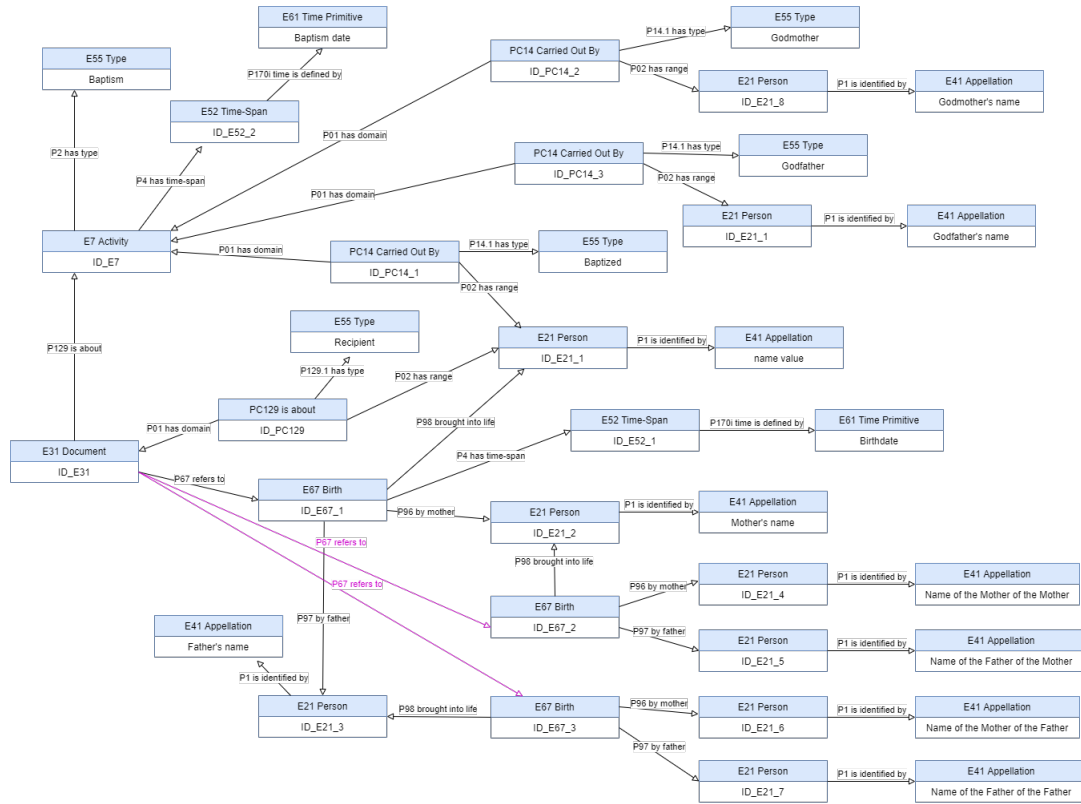 E61 Time Primitive
Baptism date
E55 Type
Godmother
P14.1 has type
PC14 Carried Out By
ID_PC14_2
E55 Type
Baptism
P170i time is defined by
P02 has range
E21 Person
ID_E21_8
P1 is identified by
E41 Appellation
Godmother's name
E52 Time-Span
ID_E52_2
P01 has domain
P2 has type
PC14 Carried Out By
ID_PC14_3
P14.1 has type
E55 Type
Godfather
P4 has time-span
P02 has range
P01 has domain
E21 Person
ID_E21_1
P1 is identified by
E41 Appellation
Godfather's name
E7 Activity
ID_E7
P01 has domain
PC14 Carried Out By
ID_PC14_1
P14.1 has type
E55 Type
Baptized
P02 has range
E55 Type
Recipient
E21 Person
ID_E21_1
P1 is identified by
E41 Appellation
name value
P129 is about
P129.1 has type
P02 has range
PC129 is about
ID_PC129
P98 brought into life
E52 Time-Span
ID_E52_1
P170i time is defined by
E61 Time Primitive
Birthdate
P01 has domain
E31 Document
ID_E31
P4 has time-span
P67 refers to
E67 Birth
ID_E67_1
P96 by mother
E21 Person
ID_E21_2
P1 is identified by
E41 Appellation
Mother's name
P67 refers to
P98 brought into life
P67 refers to
E21 Person
ID_E21_4
P96 by mother
P1 is identified by
E41 Appellation
Name of the Mother of the Mother
E67 Birth
ID_E67_2
P97 by father
P97 by father
E21 Person
ID_E21_5
P1 is identified by
E41 Appellation
Name of the Father of the Mother
E41 Appellation
Father's name
P1 is identified by
E21 Person
ID_E21_3
P98 brought into life
E67 Birth
ID_E67_3
P96 by mother
E21 Person
ID_E21_6
P1 is identified by
E41 Appellation
Name of the Mother of the Father
P97 by father
E21 Person
ID_E21_7
P1 is identified by
E41 Appellation
Name of the Father of the Father